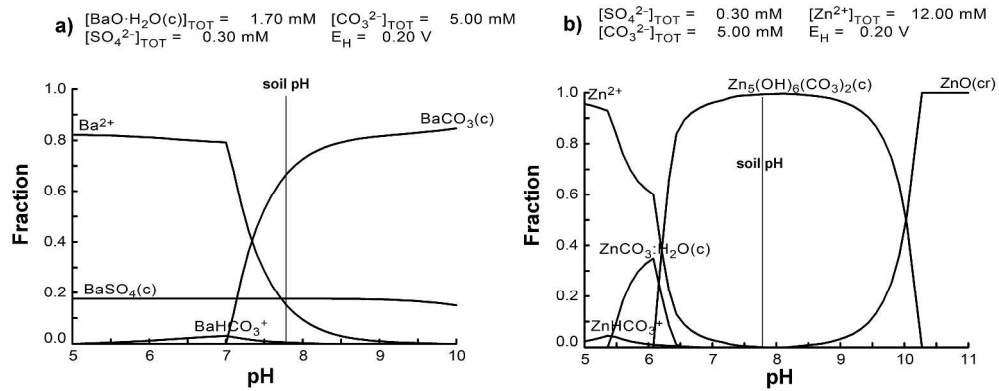 a)
[BaO·H₂O(c)]TOT = 1.70 mM [CO₃²⁻]TOT = 5.00 mM
[SO₄²⁻]TOT = 0.30 mM EH = 0.20 V
soil pH
1.0
0.8
0.6
0.4
0.2
0.0
Fraction
Ba²⁺
BaCO₃(c)
BaSO₄(c)
BaHCO₃⁺
5 6 7 8 9 10
pH
b)
[SO₄²⁻]TOT = 0.30 mM [Zn²⁺]TOT = 12.00 mM
[CO₃²⁻]TOT = 5.00 mM EH = 0.20 V
1.0
0.8
0.6
0.4
0.2
0.0
Fraction
Zn²⁺
Zn₅(OH)₆(CO₃)₂(c)
ZnO(cr)
soil pH
ZnCO₃:H₂O(c)
ZnHCO₃⁺
5 6 7 8 9 10 11
pH